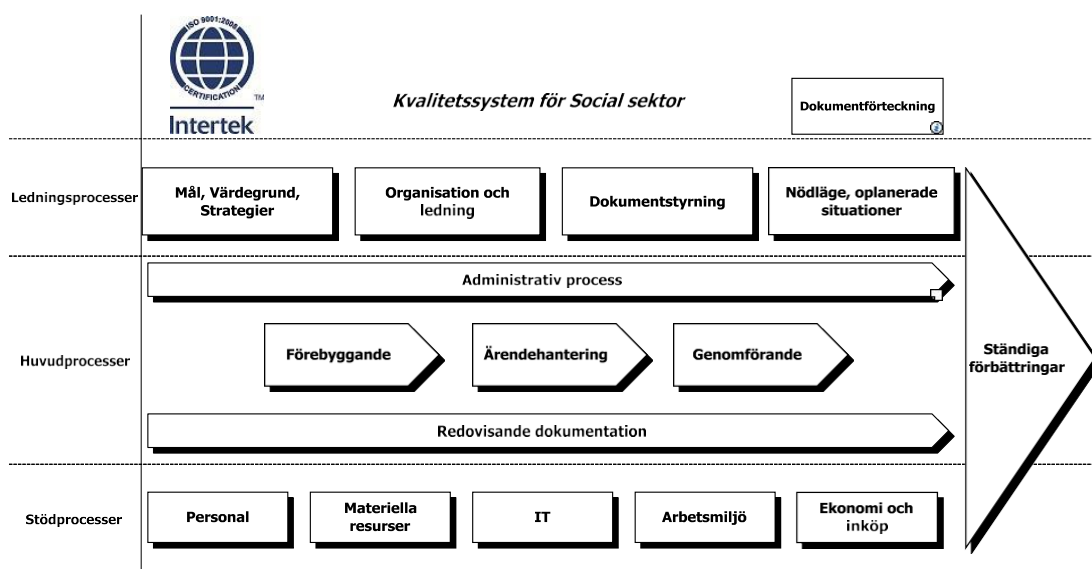 ISO 9001:2008
CERTIFICATION
TM
Intertek
Kvalitetssystem för Social sektor
Dokumentförteckning
Ledningsprocesser
Mål, Värdegrund,
Strategier
Organisation och
ledning
Dokumentstyrning
Nödläge, oplanerade
situationer
Administrativ process
Huvudprocesser
Förebyggande
Ärendehantering
Genomförande
Ständiga
förbättringar
Redovisande dokumentation
Stödprocesser
Personal
Materiella
resurser
IT
Arbetsmiljö
Ekonomi och
inköp